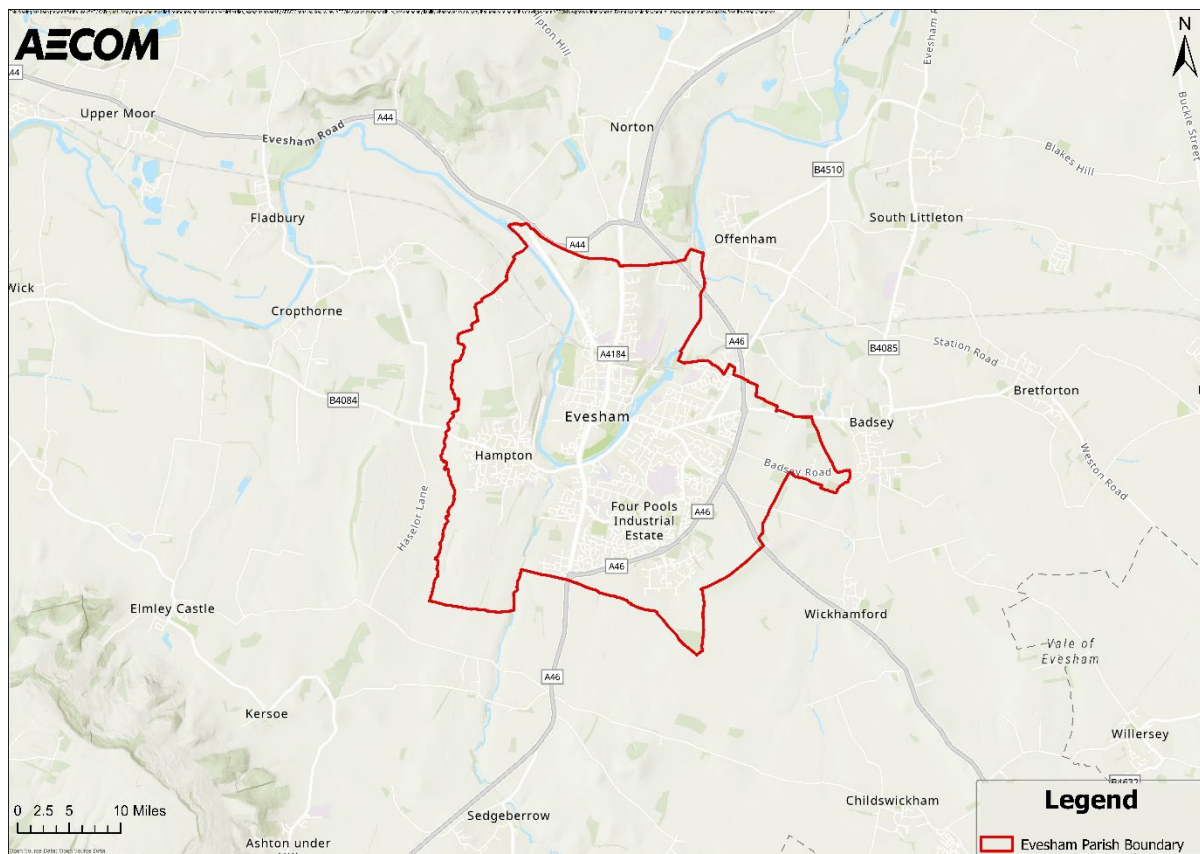 AECOM
N
A44
Upper Moor
Evesham Road
A44
Norton
Buckle Street
B4510
Blakes Hill
Fladbury
South Littleton
Offenham
A44
Wick
Cropthorne
A46
A4184
B4085
Station Road
Bretforton
B4084
Evesham
Badsey
Hampton
Badsey Road
Weston Road
Haselor Lane
Four Pools
Industrial
Estate
A46
A46
Elmley Castle
Wickhamford
Vale of
Evesham
A46
Kersoe
Willersey
B4632
0 2.5 5 10 Miles
Childswickham
Legend
Sedgeberrow
Ashton under
Evesham Parish Boundary